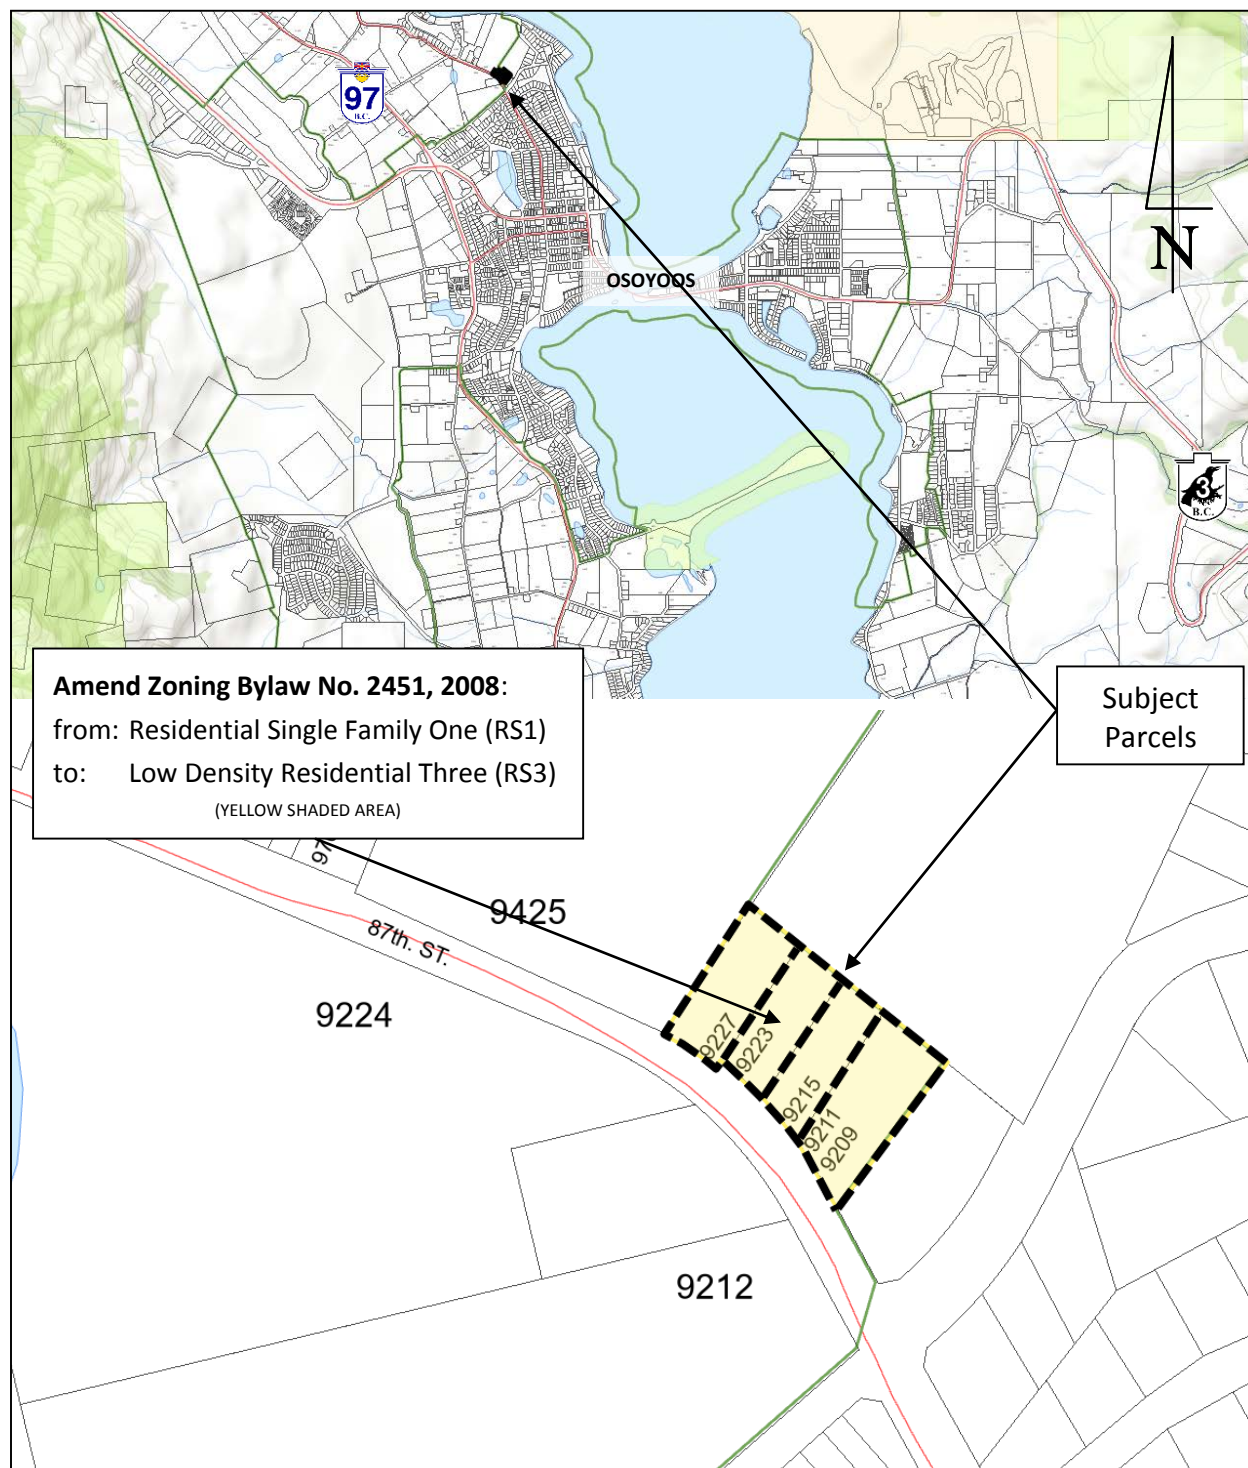 97
B.C.
N
OSOYOOS
3
B.C.
Amend Zoning Bylaw No. 2451, 2008:
from: Residential Single Family One (RS1)
to: Low Density Residential Three (RS3)
(YELLOW SHADED AREA)
Subject
Parcels
9425
87th. ST.
9224
9227
9223
9215
9211
9209
9212